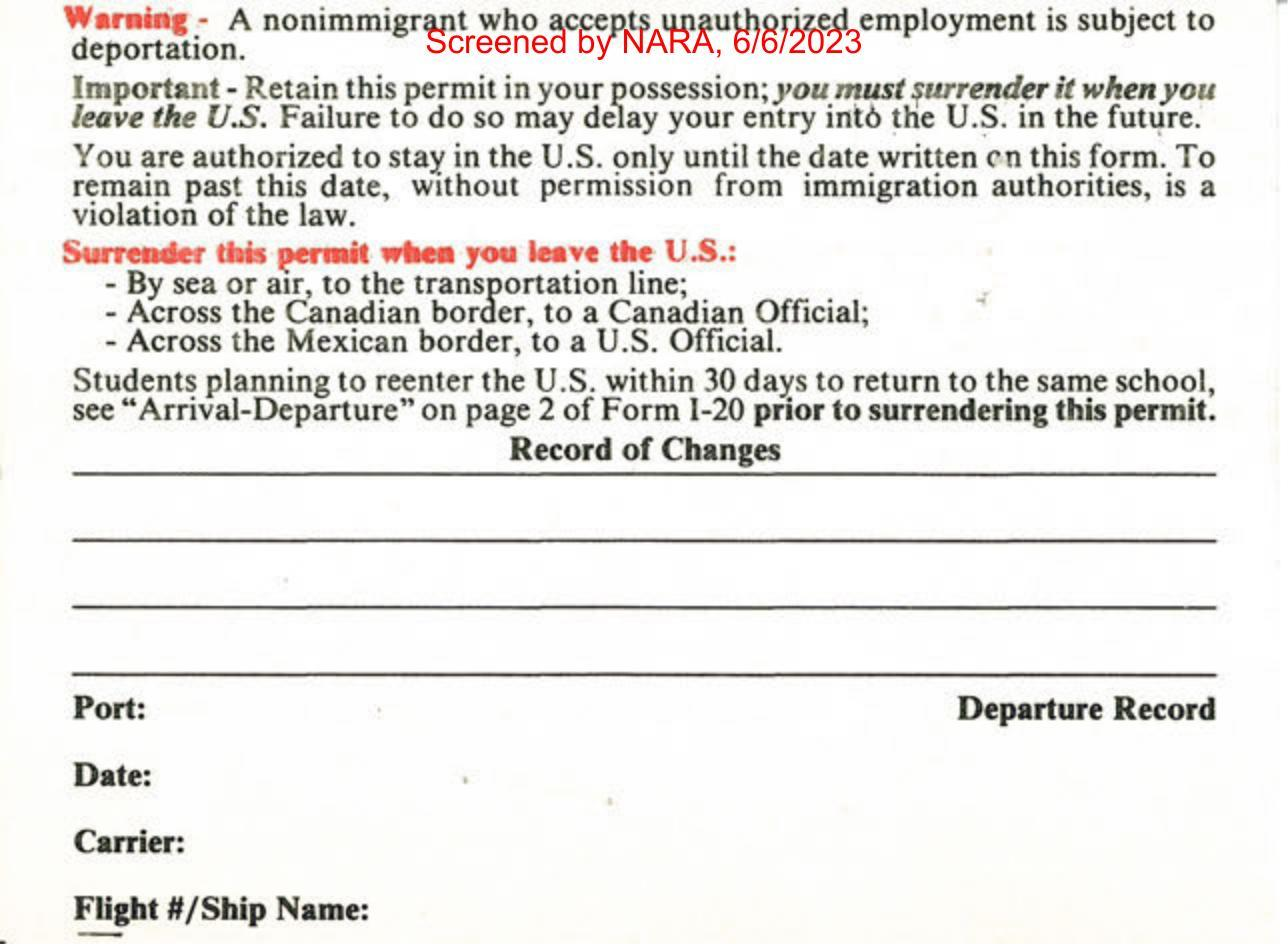 Warning - A nonimmigrant who accepts unauthorized employment is subject to
Screened by NARA, 6/6/2023
deportation.
Important - Retain this permit in your possession; you must surrender it when you
leave the U.S. Failure to do so may delay your entry into the U.S. in the future.
You are authorized to stay in the U.S. only until the date written on this form. To
remain past this date, without permission from immigration authorities, is a
violation of the law.
Surrender this permit when you leave the U.S.:
- By sea or air, to the transportation line;
- Across the Canadian border, to a Canadian Official;
- Across the Mexican border, to a U.S. Official.
Students planning to reenter the U.S. within 30 days to return to the same school,
see “Arrival-Departure” on page 2 of Form I-20 prior to surrendering this permit.
Record of Changes
Port: Departure Record
Date:
Carrier:
Flight #/Ship Name: